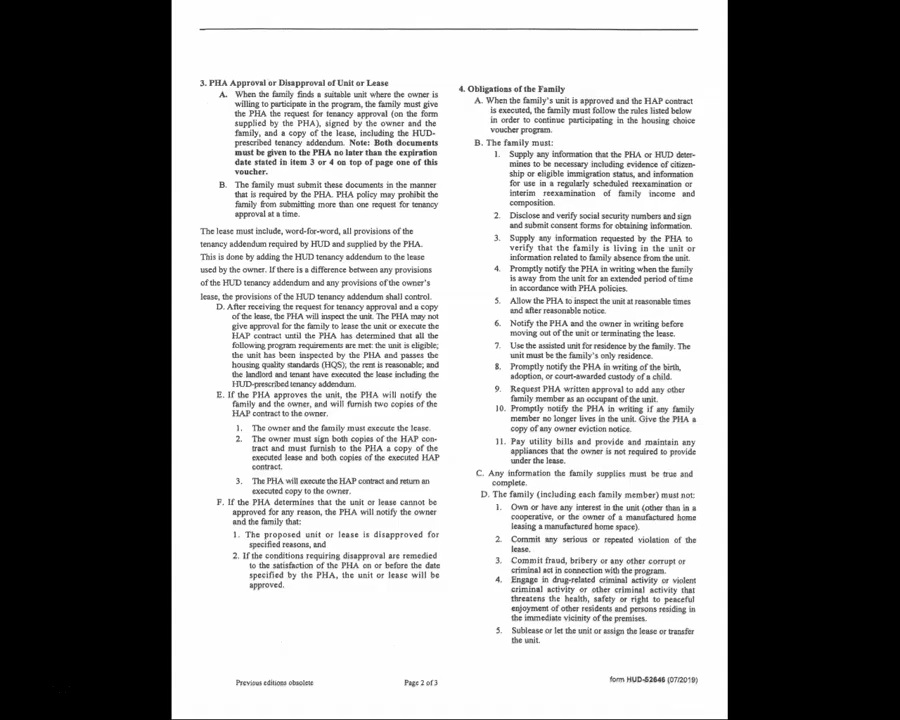 3. PHA Approval or Disapproval of Unit or Lease
A. When the family finds a suitable unit where the owner is
willing to participate in the program, the family must give
the PHA the request for tenancy approval (on the form
supplied by the PHA), signed by the owner and the
family, and a copy of the lease, including the HUD-
prescribed tenancy addendum. Note: Both documents
must be given to the PHA no later than the expiration
date stated in item 3 or 4 on top of page one of this
voucher.
B. The family must submit these documents in the manner
that is required by the PHA. PHA policy may prohibit the
family from submitting more than one request for tenancy
approval at a time.
The lease must include, word-for-word, all provisions of the
tenancy addendum required by HUD and supplied by the PHA.
This is done by adding the HUD tenancy addendum to the lease
used by the owner. If there is a difference between any provisions
of the HUD tenancy addendum and any provisions of the owner's
lease, the provisions of the HUD tenancy addendum shall control.
D. After receiving the request for tenancy approval and a copy
of the lease, the PHA will inspect the unit. The PHA may not
give approval for the family to lease the unit or execute the
HAP contract until the PHA has determined that all the
following program requirements are met: the unit is eligible;
the unit has been inspected by the PHA and passes the
housing quality standards (HQS); the rent is reasonable; and
the landlord and tenant have executed the lease including the
HUD-prescribed tenancy addendum.
E. If the PHA approves the unit, the PHA will notify the
family and the owner, and will furnish two copies of the
HAP contract to the owner.
1. The owner and the family must execute the lease.
2. The owner must sign both copies of the HAP con-
tract and must furnish to the PHA a copy of the
executed lease and both copies of the executed HAP
contract.
3. The PHA will execute the HAP contract and return an
executed copy to the owner.
F. If the PHA determines that the unit or lease cannot be
approved for any reason, the PHA will notify the owner
and the family that:
1. The proposed unit or lease is disapproved for
specified reasons, and
2. If the conditions requiring disapproval are remedied
to the satisfaction of the PHA on or before the date
specified by the PHA, the unit or lease will be
approved.
4. Obligations of the Family
A. When the family's unit is approved and the HAP contract
is executed, the family must follow the rules listed below
in order to continue participating in the housing choice
voucher program.
B. The family must:
1. Supply any information that the PHA or HUD deter-
mines to be necessary including evidence of citizen-
ship or eligible immigration status, and information
for use in a regularly scheduled reexamination or
interim reexamination of family income and
composition.
2. Disclose and verify social security numbers and sign
and submit consent forms for obtaining information.
3. Supply any information requested by the PHA to
verify that the family is living in the unit or
information related to family absence from the unit.
4. Promptly notify the PHA in writing when the family
is away from the unit for an extended period of time
in accordance with PHA policies.
5. Allow the PHA to inspect the unit at reasonable times
and after reasonable notice.
6. Notify the PHA and the owner in writing before
moving out of the unit or terminating the lease.
7. Use the assisted unit for residence by the family. The
unit must be the family's only residence.
8. Promptly notify the PHA in writing of the birth,
adoption, or court-awarded custody of a child.
9. Request PHA written approval to add any other
family member as an occupant of the unit.
10. Promptly notify the PHA in writing if any family
member no longer lives in the unit. Give the PHA a
copy of any owner eviction notice.
11. Pay utility bills and provide and maintain any
appliances that the owner is not required to provide
under the lease.
C. Any information the family supplies must be true and
complete.
D. The family (including each family member) must not:
1. Own or have any interest in the unit (other than in a
cooperative, or the owner of a manufactured home
leasing a manufactured home space).
2. Commit any serious or repeated violation of the
lease.
3. Commit fraud, bribery or any other corrupt or
criminal act in connection with the program.
4. Engage in drug-related criminal activity or violent
criminal activity or other criminal activity that
threatens the health, safety or right to peaceful
enjoyment of other residents and persons residing in
the immediate vicinity of the premises.
5. Sublease or let the unit or assign the lease or transfer
the unit.
Previous editions obsolete
Page 2 of 3
form HUD-52646 (07/2019)